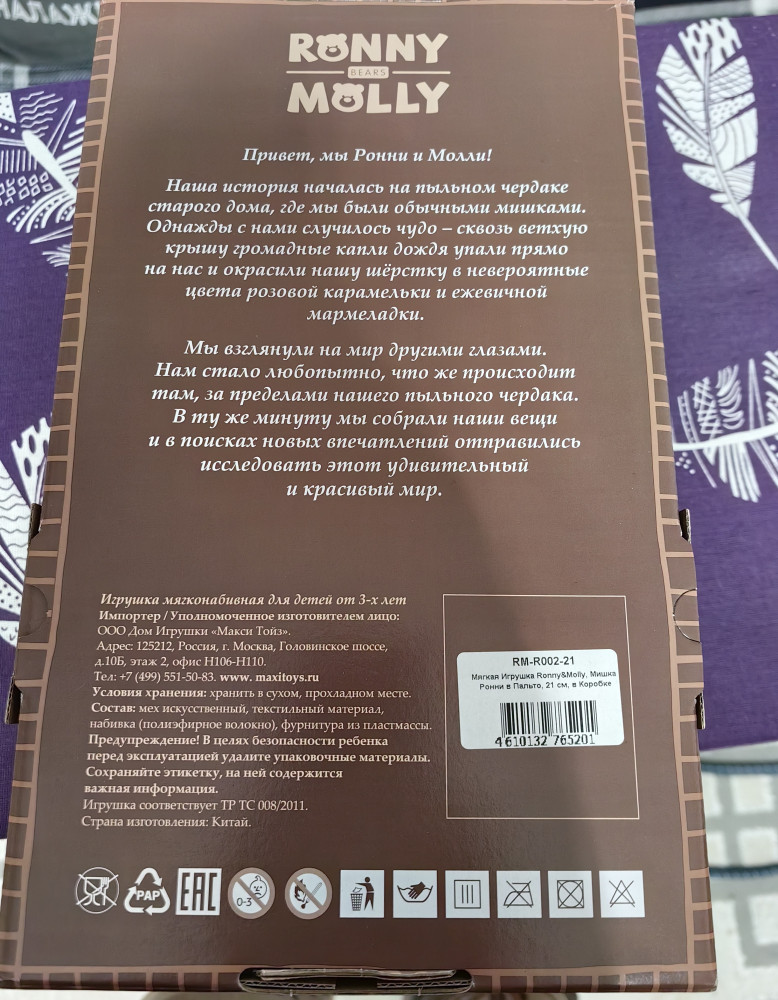 RONNY
BEARS
MOLLY
Привет, мы Ронни и Молли!
Наша история началась на пыльном чердаке
старого дома, где мы были обычными мишками.
Однажды с нами случилось чудо – сквозь ветхую
крышу громадные капли дождя упали прямо
на нас и окрасили нашу шёрстку в невероятные
цвета розовой карамельки и ежевичной
мармеладки.
Мы взглянули на мир другими глазами.
Нам стало любопытно, что же происходит
там, за пределами нашего пыльного чердака.
В ту же минуту мы собрали наши вещи
и в поисках новых впечатлений отправились
исследовать этот удивительный
и красивый мир.
Игрушка мягконабивная для детей от 3-х лет
Импортер / Уполномоченное изготовителем лицо:
ООО Дом Игрушки «Макси Тойз».
Адрес: 125212, Россия, г. Москва, Головинское шоссе,
д.10Б, этаж 2, офис Н106-Н110.
Тел: +7 (499) 551-50-83. www. maxitoys.ru
Условия хранения: хранить в сухом, прохладном месте.
Состав: мех искусственный, текстильный материал,
набивка (полиэфирное волокно), фурнитура из пластмассы.
Предупреждение! В целях безопасности ребенка
перед эксплуатацией удалите упаковочные материалы.
Сохраняйте этикетку, на ней содержится
важная информация.
Игрушка соответствует ТР ТС 008/2011.
Страна изготовления: Китай.
RM-R002-21
Мягкая Игрушка Ronny&Molly, Мишка
Ронни в Пальто, 21 см, в Коробке
4 610132 765201
PAP
EAC
0-3